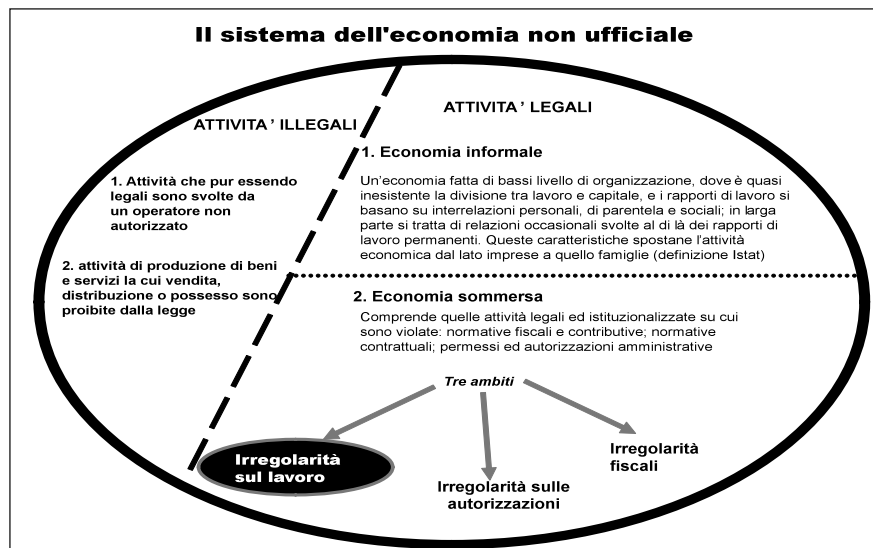 Il sistema dell'economia non ufficiale
ATTIVITA' ILLEGALI
1. Attività che pur essendo
legali sono svolte da
un operatore non
autorizzato
2. attività di produzione di beni
e servizi la cui vendita,
distribuzione o possesso sono
proibite dalla legge
ATTIVITA' LEGALI
1. Economia informale
Un'economia fatta di bassi livello di organizzazione, dove è quasi
inesistente la divisione tra lavoro e capitale, e i rapporti di lavoro si
basano su interrelazioni personali, di parentela e sociali; in larga
parte si tratta di relazioni occasionali svolte al di là dei rapporti di
lavoro permanenti. Queste caratteristiche spostane l'attività
economica dal lato imprese a quello famiglie (definizione Istat)
2. Economia sommersa
Comprende quelle attività legali ed istituzionalizzate su cui
sono violate: normative fiscali e contributive; normative
contrattuali; permessi ed autorizzazioni amministrative
Tre ambiti
Irregolarità
sul lavoro
Irregolarità sulle
autorizzazioni
Irregolarità
fiscali